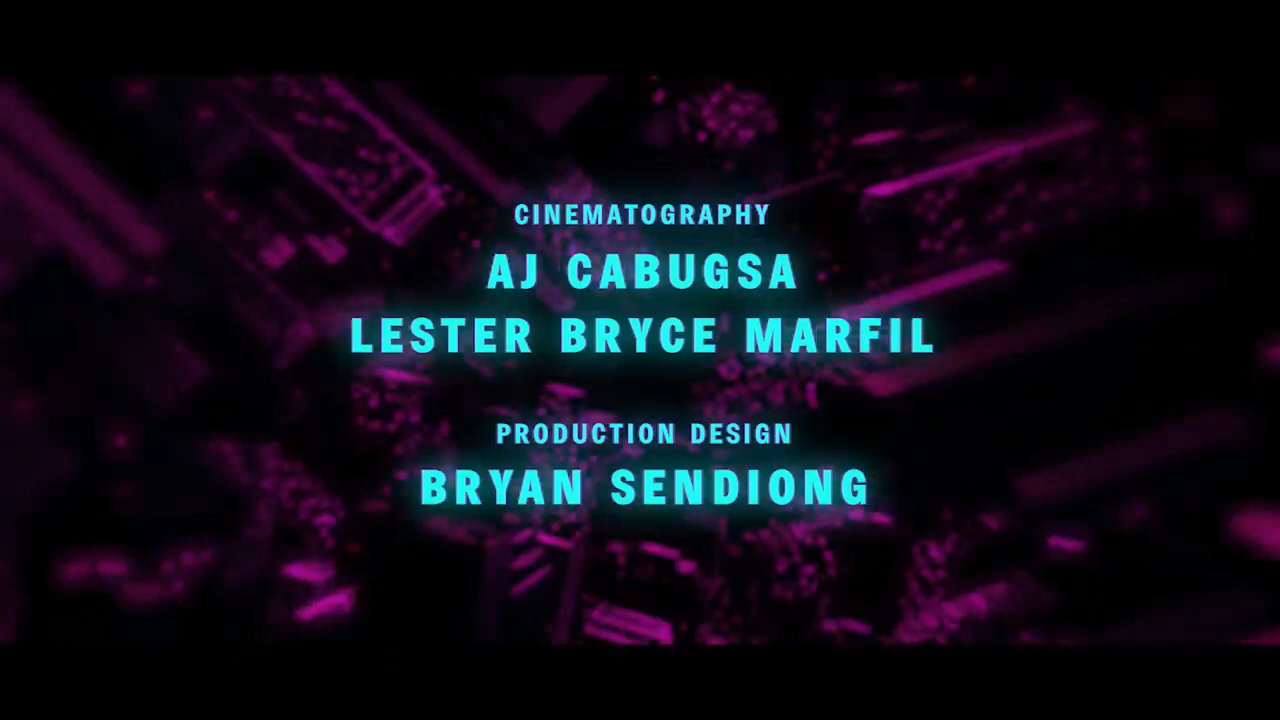 CINEMATOGRAPHY
AJ CABUGSA
LESTER BRYCE MARFIL
PRODUCTION DESIGN
BRYAN SENDIONG